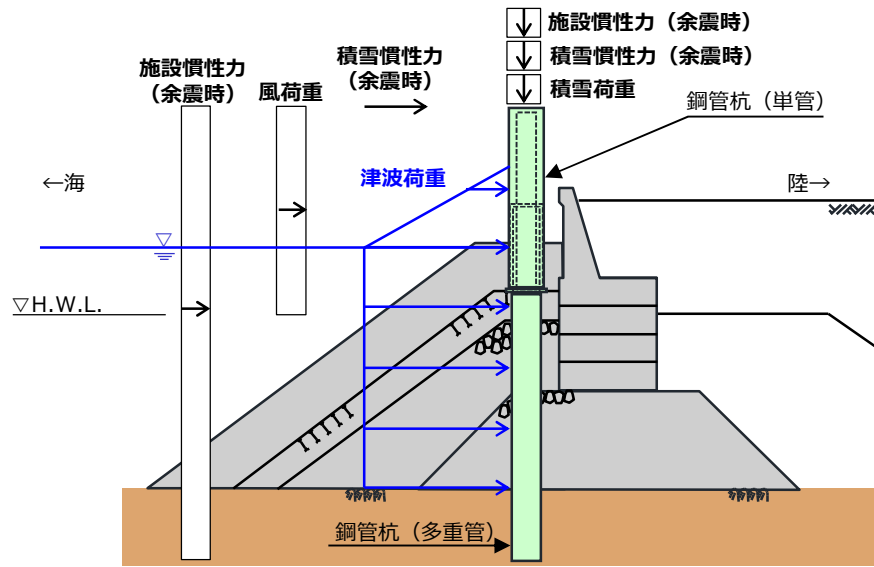 施設慣性力（余震時）
積雪慣性力（余震時）
積雪荷重
施設慣性力
（余震時）
風荷重
積雪慣性力
（余震時）
鋼管杭（単管）
←海
津波荷重
陸→
▽
▽H.W.L.
鋼管杭（多重管）